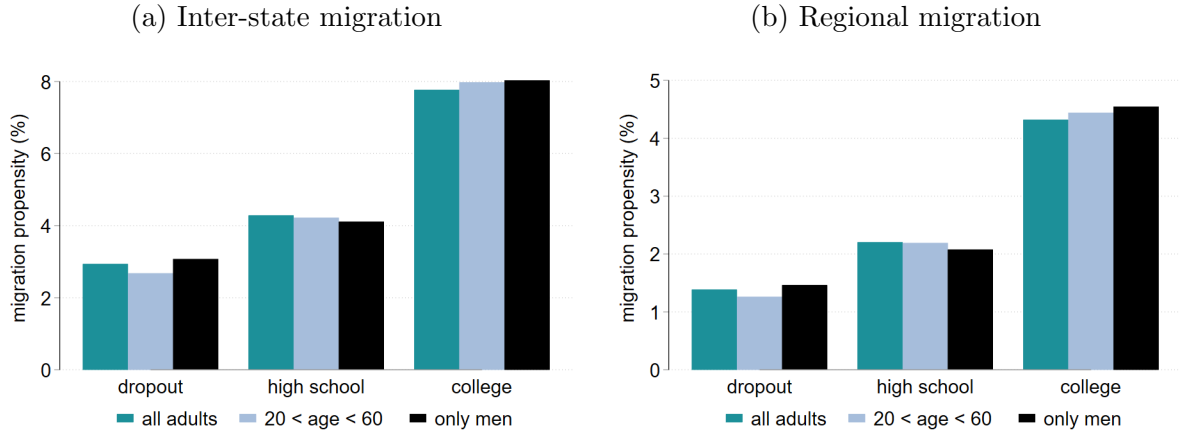 (a) Inter-state migration
migration propensity (%)
8
6
4
2
0
dropout high school college
all adults 20 < age < 60 only men
(b) Regional migration
migration propensity (%)
5
4
3
2
1
0
dropout high school college
all adults 20 < age < 60 only men